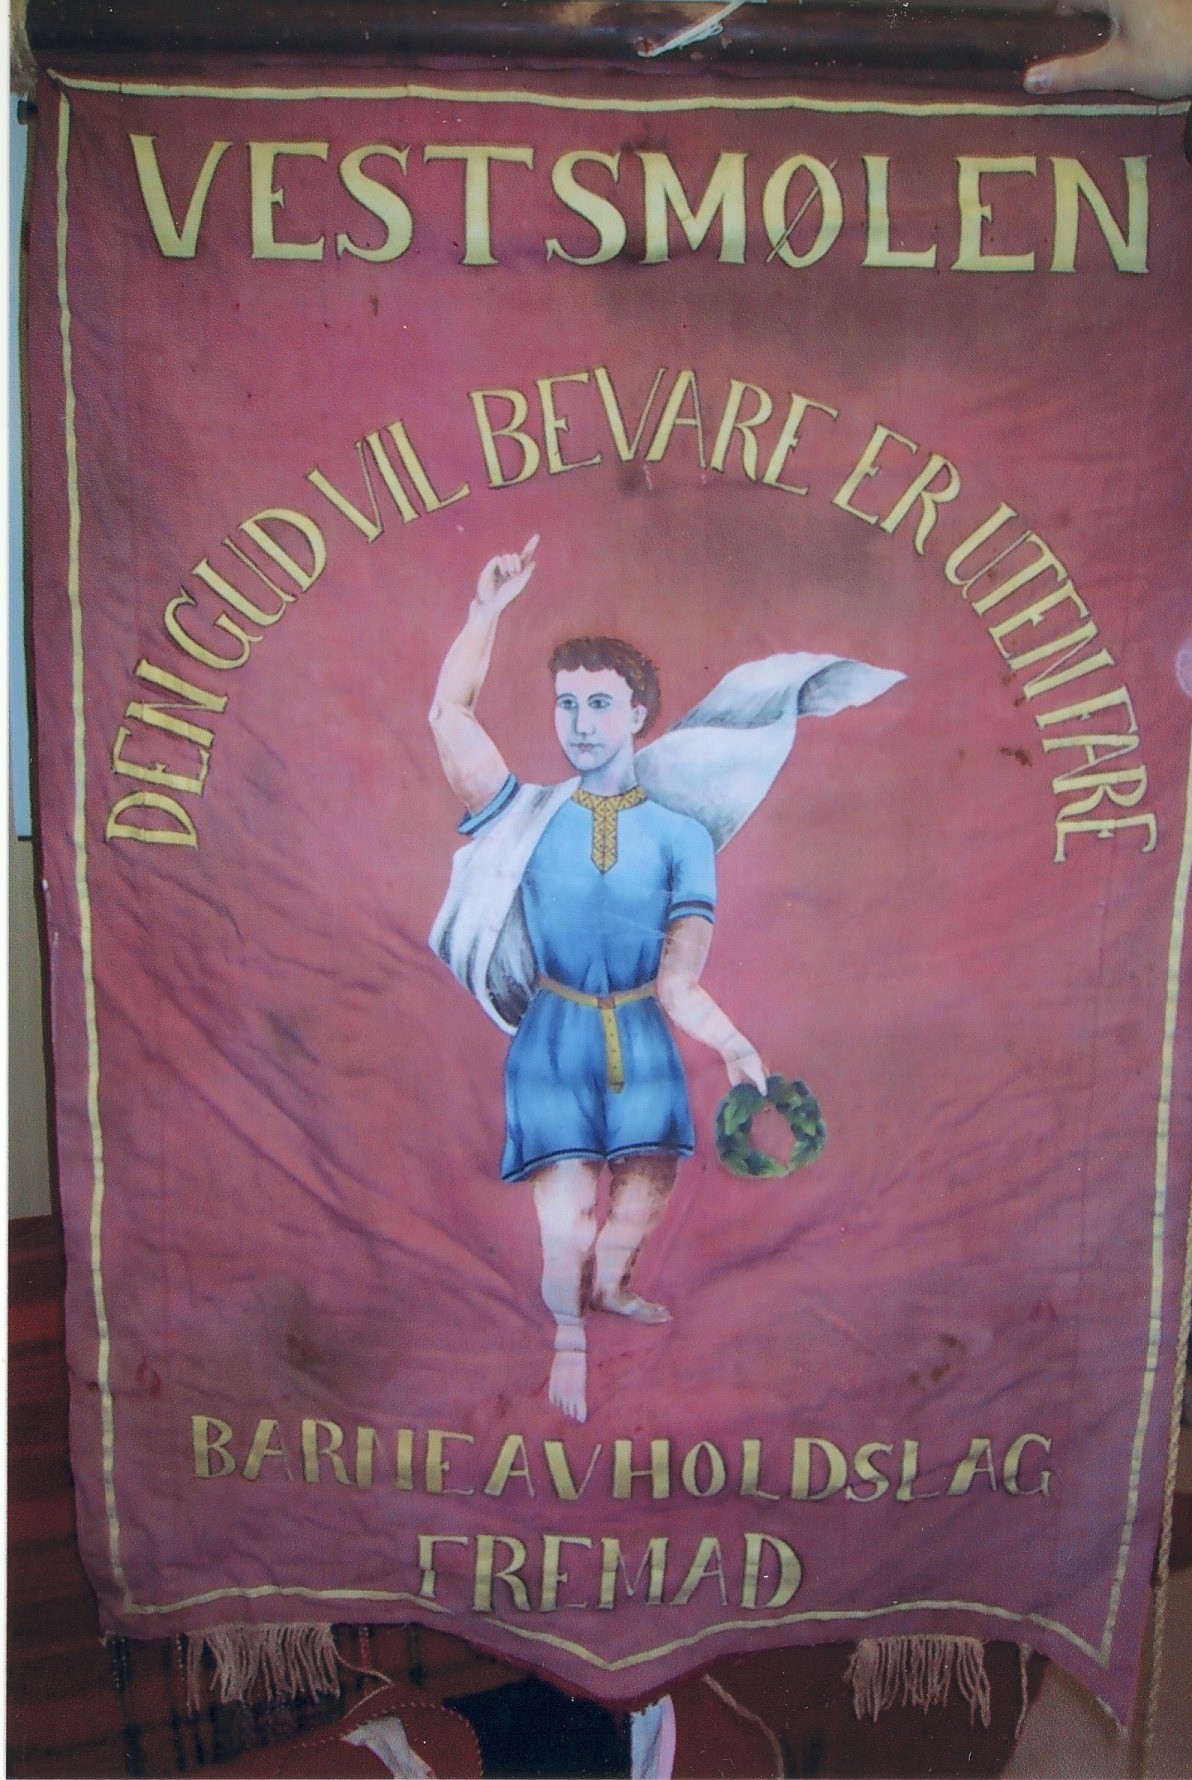 VESTSMØLEN
DEN GUD VIL BEVARE ER UTENFARE
BARNEAVHOLDSLAG
FREMAD